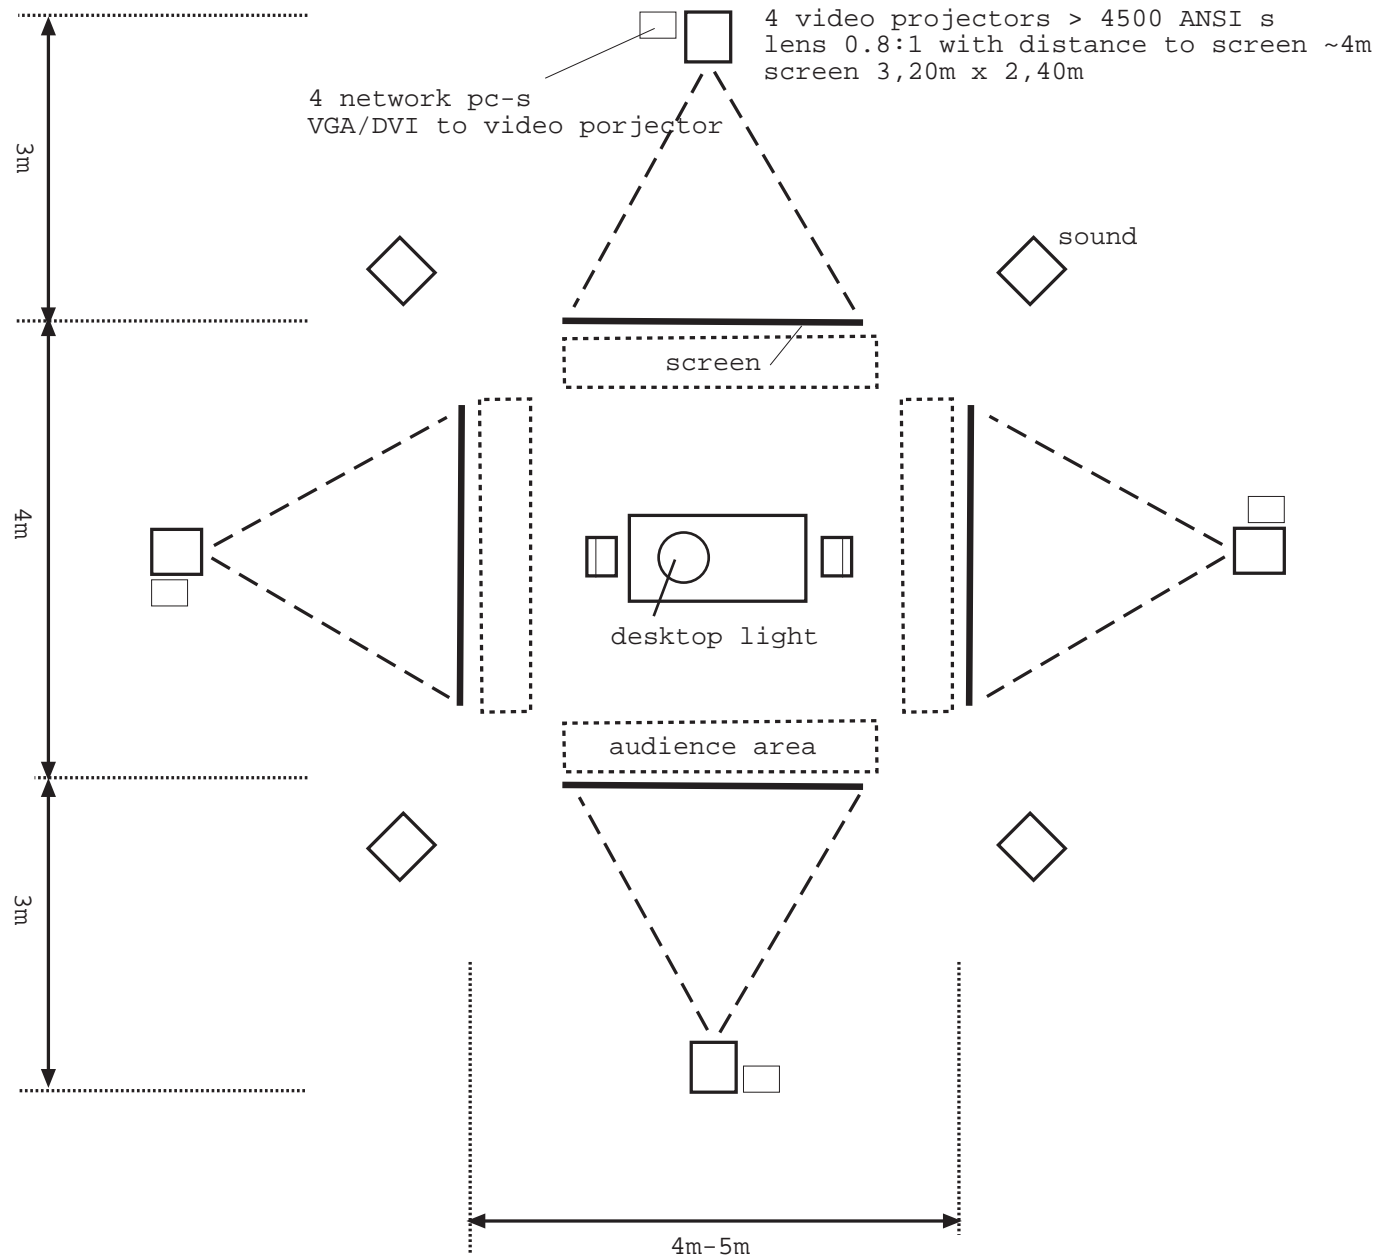 4 video projectors > 4500 ANSI s
lens 0.8:1 with distance to screen ~4m
screen 3,20m x 2,40m
4 network pc-s
VGA/DVI to video porjector
3m
sound
screen
4m
desktop light
audience area
3m
4m-5m